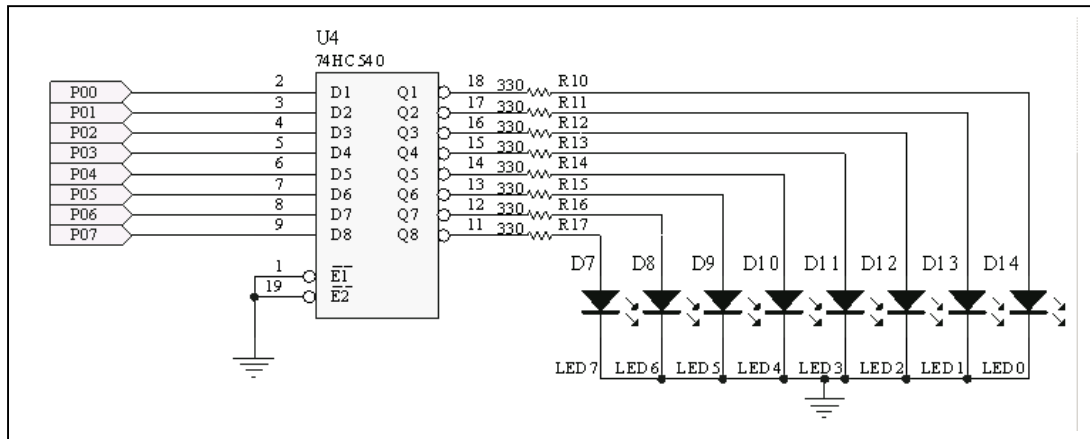 U4
74HC540
P00 2 D1 Q1 18 330 R10
P01 3 D2 Q2 17 330 R11
P02 4 D3 Q3 16 330 R12
P03 5 D4 Q4 15 330 R13
P04 6 D5 Q5 14 330 R14
P05 7 D6 Q6 13 330 R15
P06 8 D7 Q7 12 330 R16
P07 9 D8 Q8 11 330 R17
1 E1
19 E2
D7 D8 D9 D10 D11 D12 D13 D14
LED7 LED6 LED5 LED4 LED3 LED2 LED1 LED0